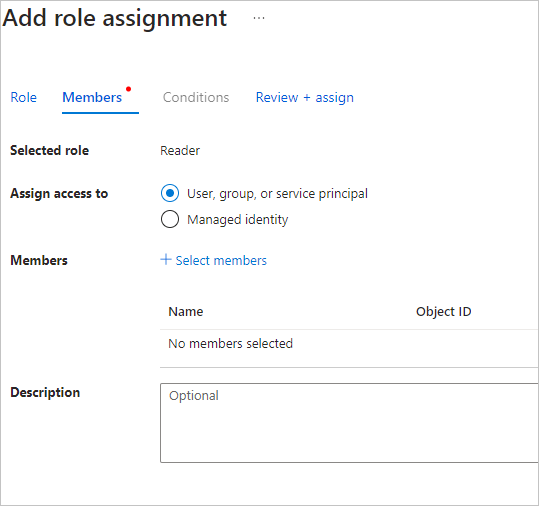 Add role assignment ...
Role Members Conditions Review + assign
Selected role Reader
Assign access to User, group, or service principal
Managed identity
Members + Select members
Name Object ID
No members selected
Description Optional